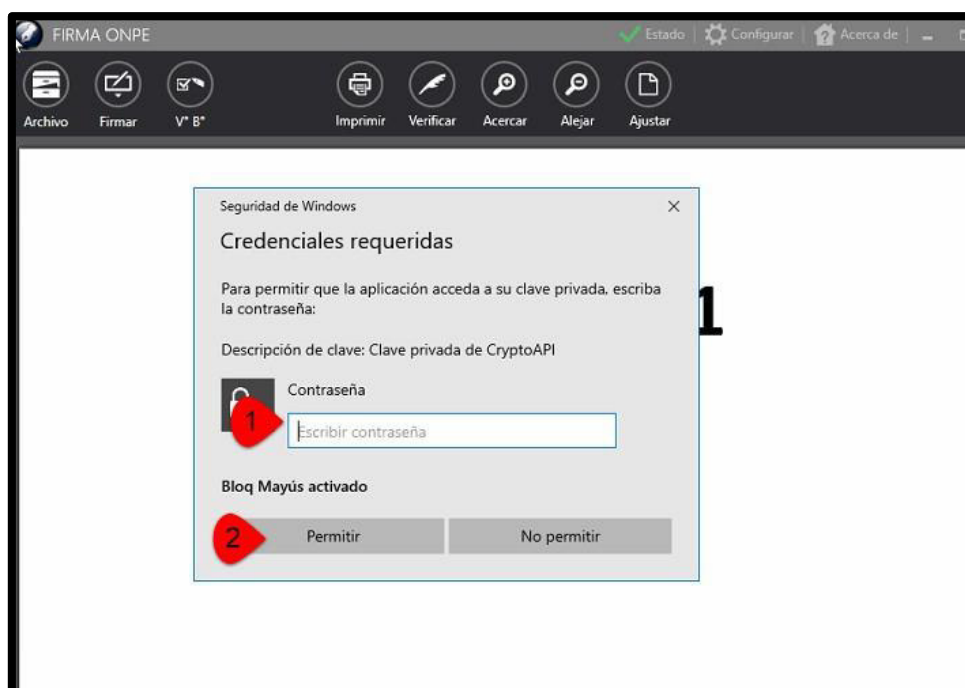 FIRMA ONPE
Estado
Configurar
Acerca de
Archivo
Firmar
V° B°
Imprimir
Verificar
Acercar
Alejar
Ajustar
Seguridad de Windows
Credenciales requeridas
Para permitir que la aplicación acceda a su clave privada, escriba
la contraseña:
1
Descripción de clave: Clave privada de CryptoAPI
Contraseña
1
Escribir contraseña
Bloq Mayús activado
2
Permitir
No permitir